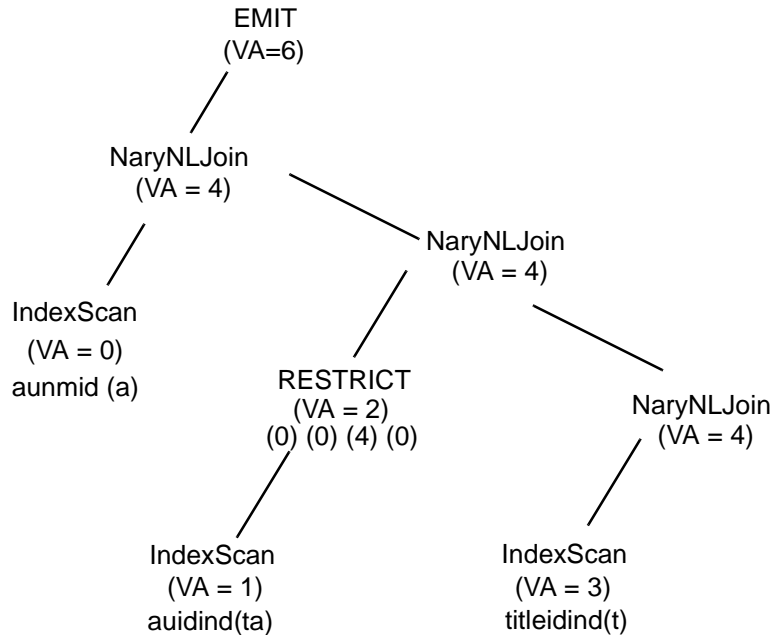 EMIT
(VA=6)
NaryNLJoin
(VA = 4)
NaryNLJoin
(VA = 4)
IndexScan
(VA = 0)
aunmid (a)
RESTRICT
(VA = 2)
(0) (0) (4) (0)
NaryNLJoin
(VA = 4)
IndexScan
(VA = 1)
auidind(ta)
IndexScan
(VA = 3)
titleidind(t)